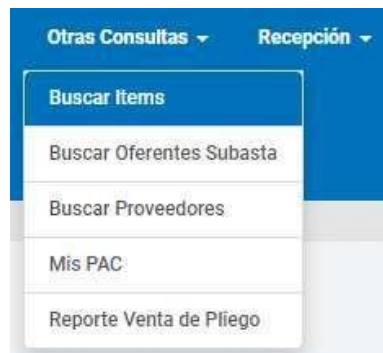 Otras Consultas Recepción
Buscar Items
Buscar Oferentes Subasta
Buscar Proveedores
Mis PAC
Reporte Venta de Pliego